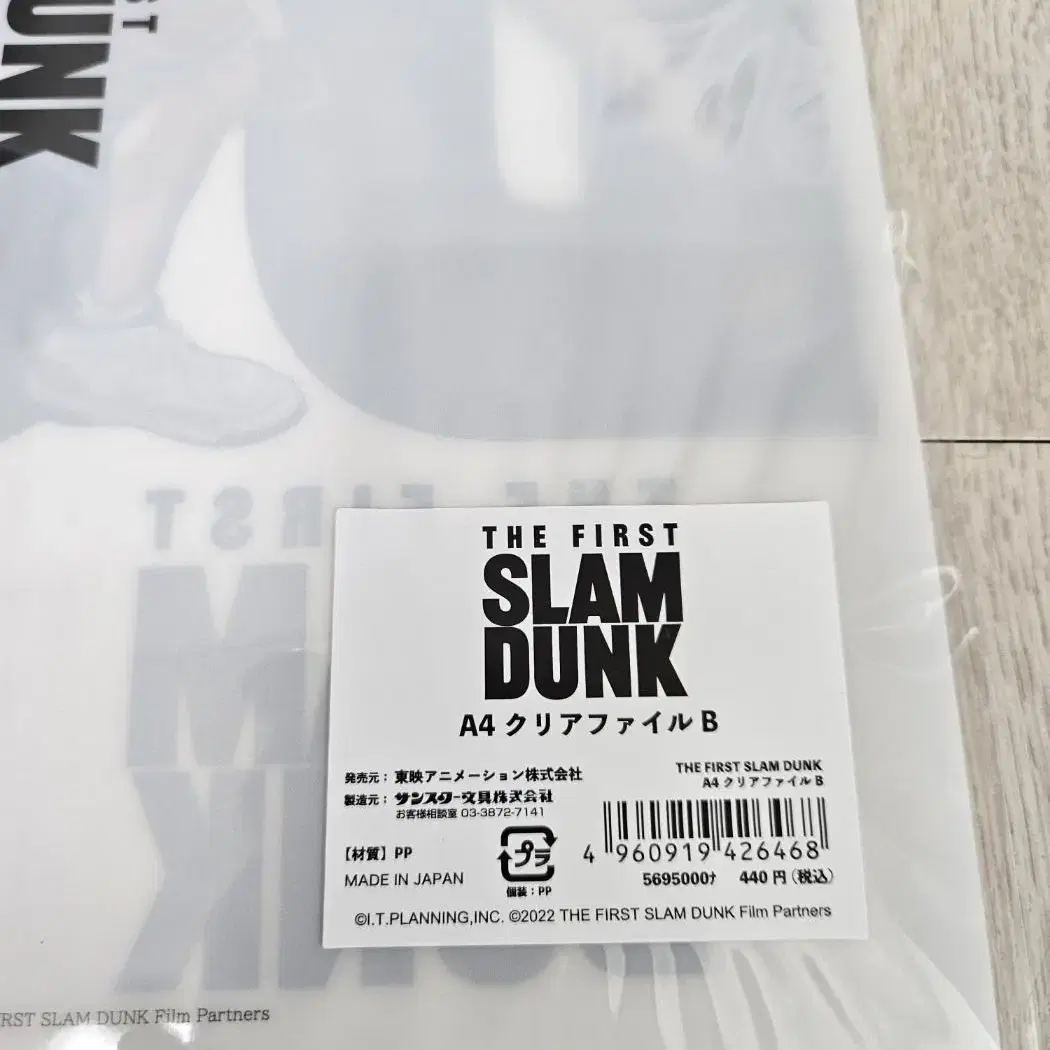 ST
UNK
THE FIRST
SLAM
DUNK
THE FIRST
SLAM
DUNK
A4 クリアファイル B
発売元：東映アニメーション株式会社
製造元：サンスター文具株式会社
お客様相談室 03-3872-7141
【材質】PP
MADE IN JAPAN
プラ
個装：PP
THE FIRST SLAM DUNK
A4 クリアファイル B
4 960919 426468
5695000ﾅ 440 円（税込）
©I.T.PLANNING,INC. ©2022 THE FIRST SLAM DUNK Film Partners
RST SLAM DUNK Film Partners